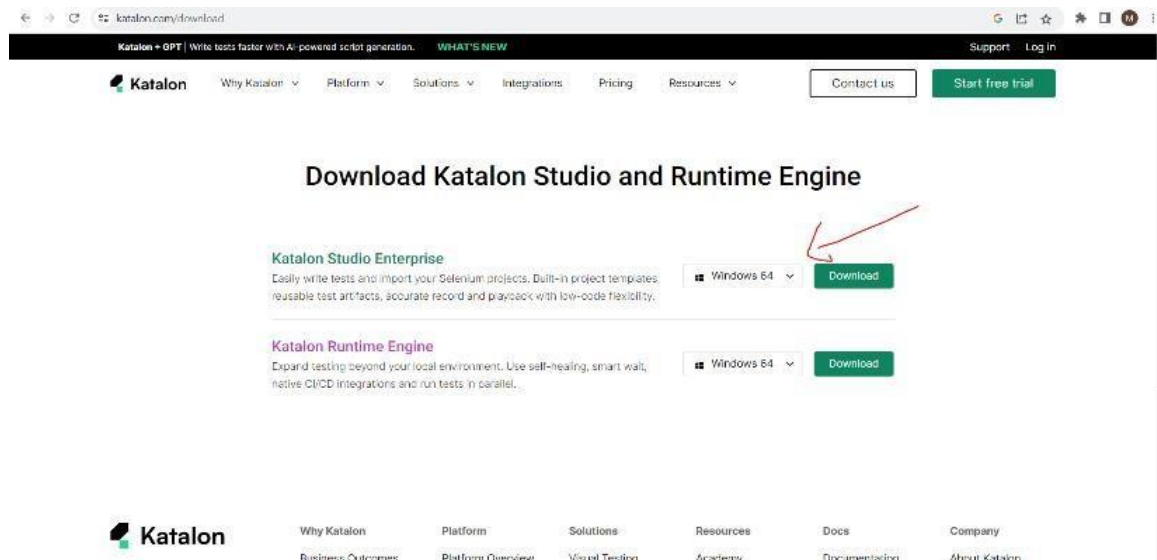 katalon.com/download
Katalon + GPT | Write tests faster with AI-powered script generation. WHAT'S NEW Support Log in
Katalon Why Katalon Platform Solutions Integrations Pricing Resources Contact us Start free trial
Download Katalon Studio and Runtime Engine
Katalon Studio Enterprise
Easily write tests and import your Selenium projects. Built-in project templates, Windows 64 Download
reusable test artifacts, accurate record and playback with low-code flexibility.
Katalon Runtime Engine
Expand testing beyond your local environment. Use self-healing, smart wait, Windows 64 Download
native CI/CD integrations and run tests in parallel.
Katalon Why Katalon Platform Solutions Resources Docs Company
Business Outcomes Platform Overview Visual Testing Academy Documentation About Katalon